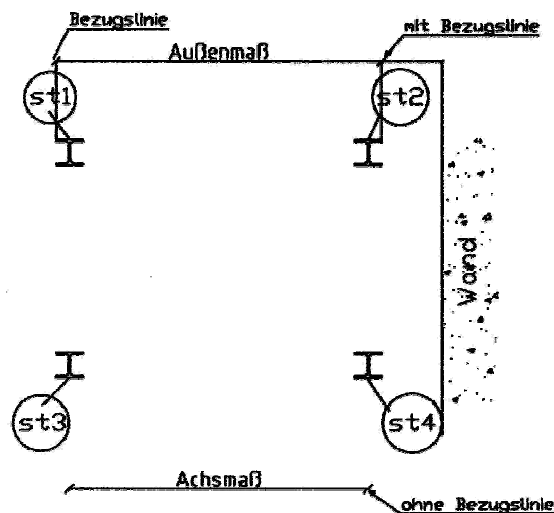 Bezugslinie
mit Bezugslinie
Außenmaß
st1
st2
Wand
st3
st4
Achsmaß
ohne Bezugslinie